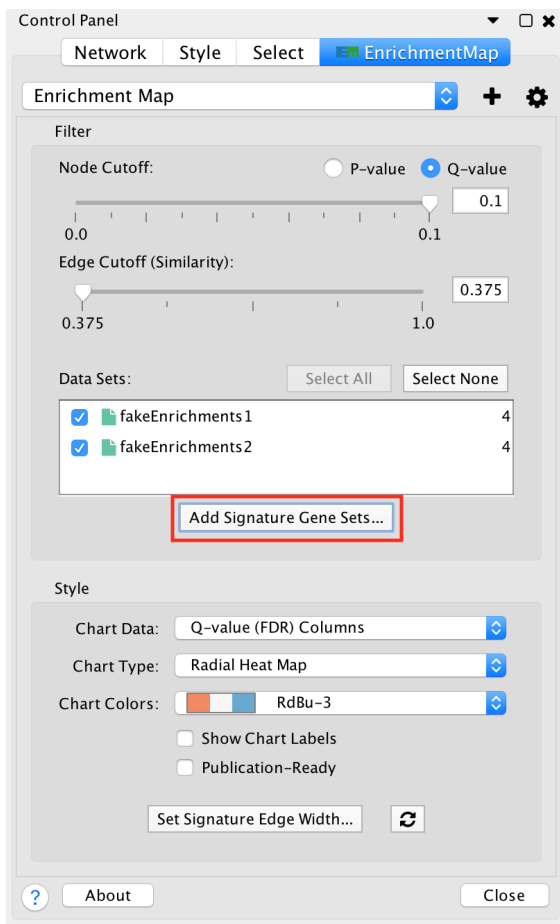 Control Panel
Network Style Select EM EnrichmentMap
Enrichment Map
Filter
Node Cutoff: P-value Q-value
0.1
0.0 0.1
Edge Cutoff (Similarity):
0.375
0.375 1.0
Data Sets: Select All Select None
fakeEnrichments1 4
fakeEnrichments2 4
Add Signature Gene Sets...
Style
Chart Data: Q-value (FDR) Columns
Chart Type: Radial Heat Map
Chart Colors: RdBu-3
Show Chart Labels
Publication-Ready
Set Signature Edge Width...
? About Close